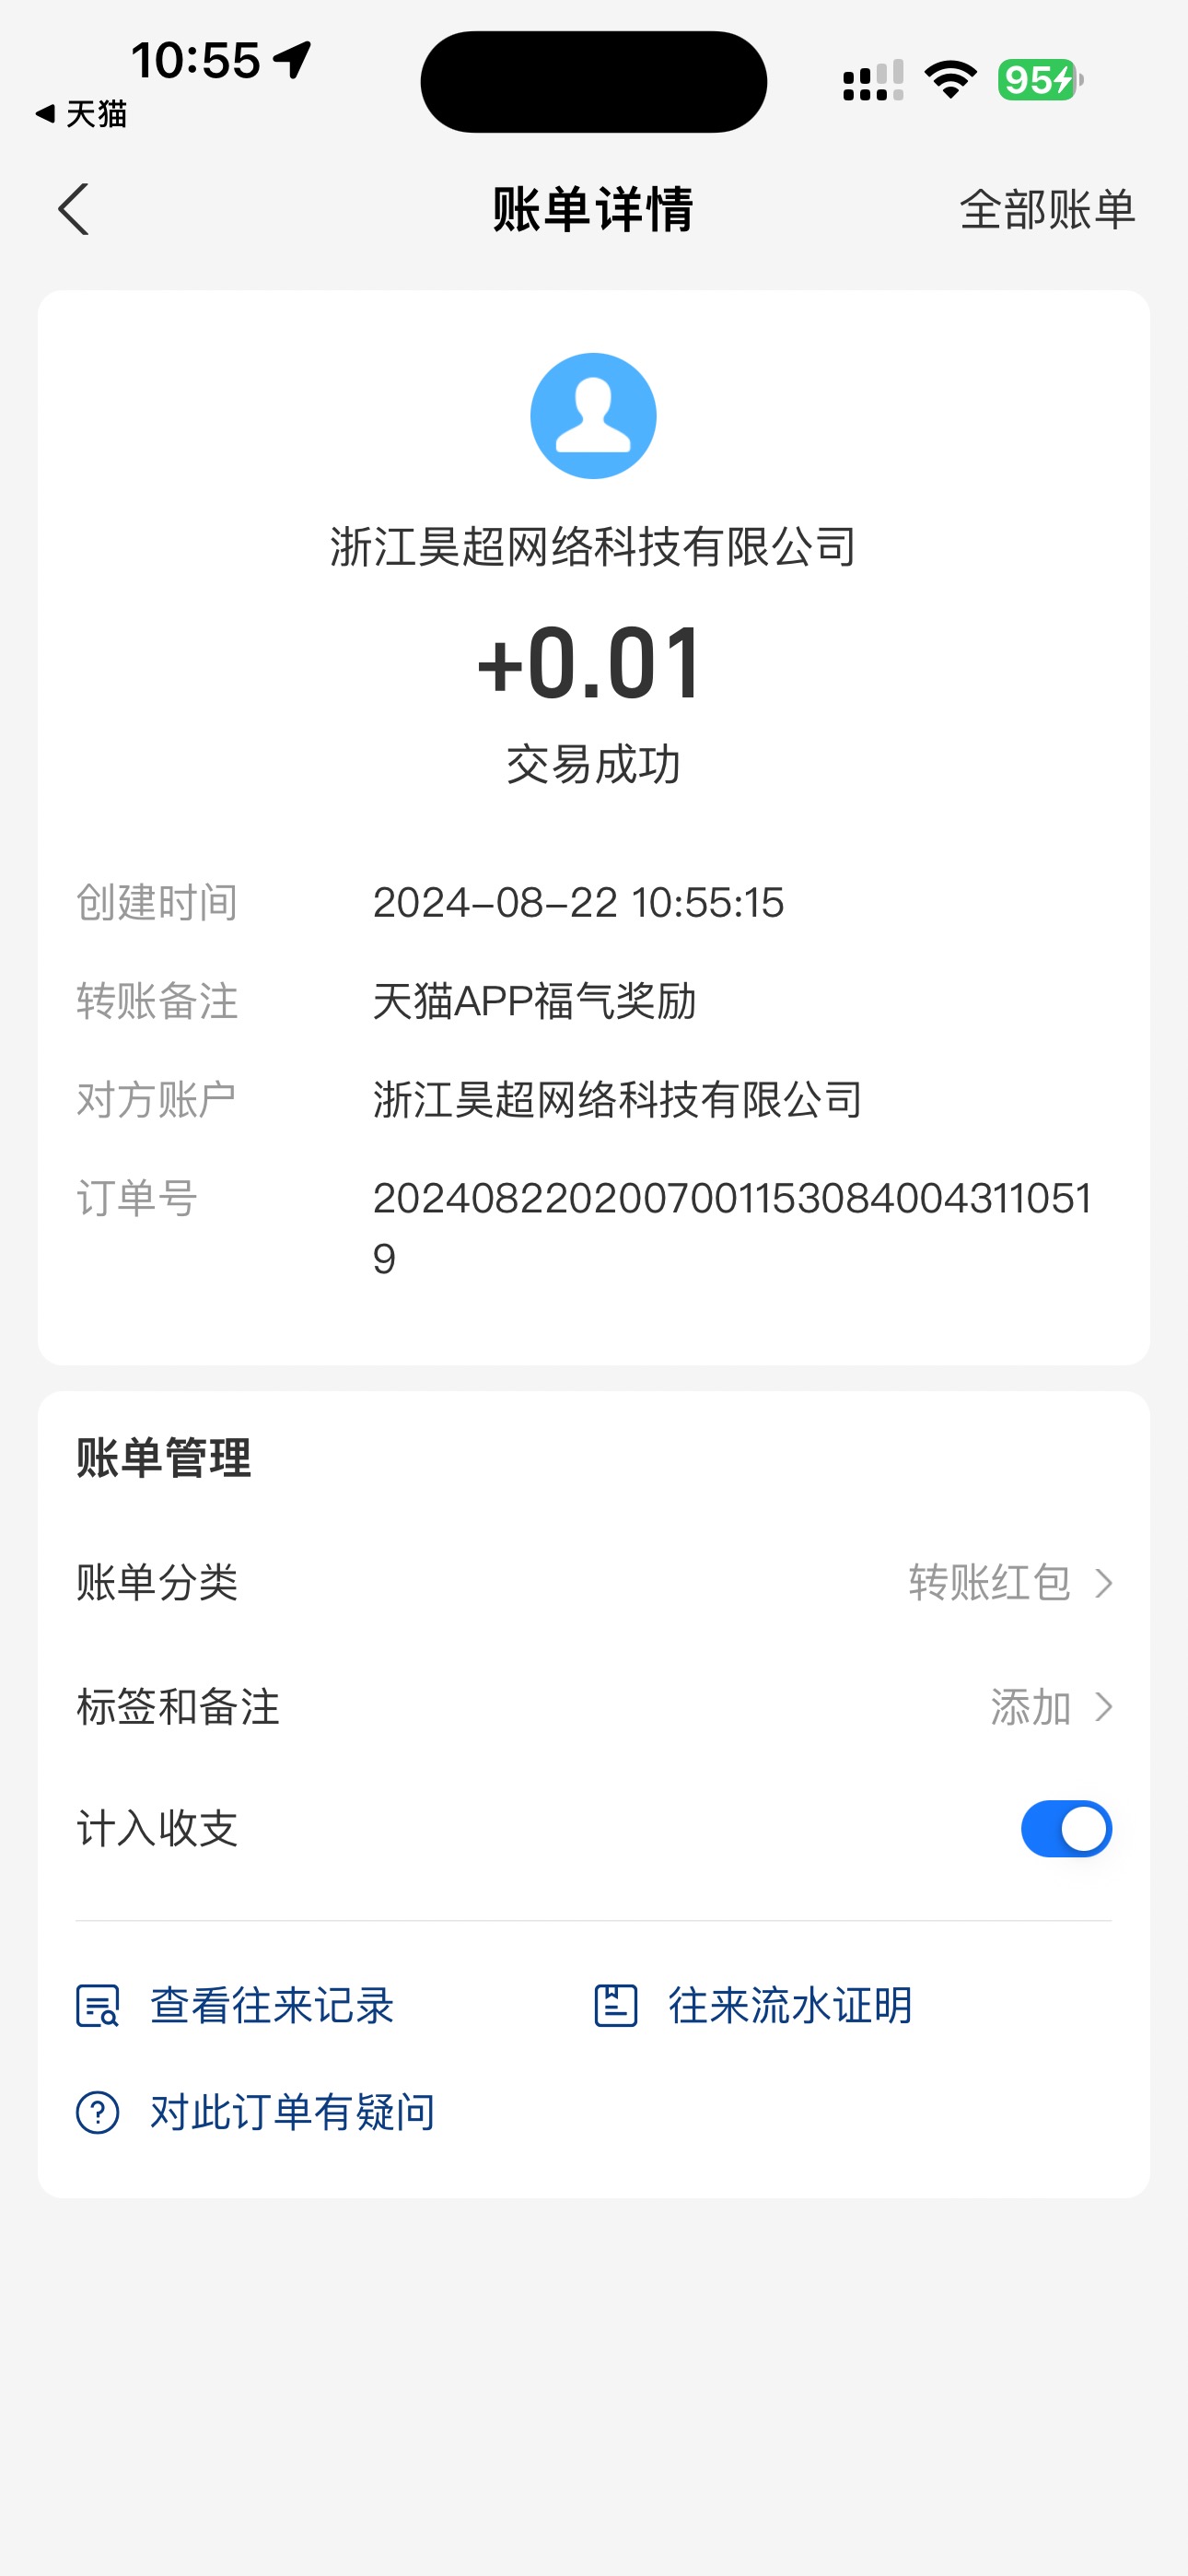 10:55
95
天猫
账单详情
全部账单
浙江昊超网络科技有限公司
+0.01
交易成功
创建时间 2024-08-22 10:55:15
转账备注 天猫APP福气奖励
对方账户 浙江昊超网络科技有限公司
订单号 202408220200700115308400431105​1
9
账单管理
账单分类 转账红包
标签和备注 添加
计入收支
查看往来记录 往来流水证明
对此订单有疑问